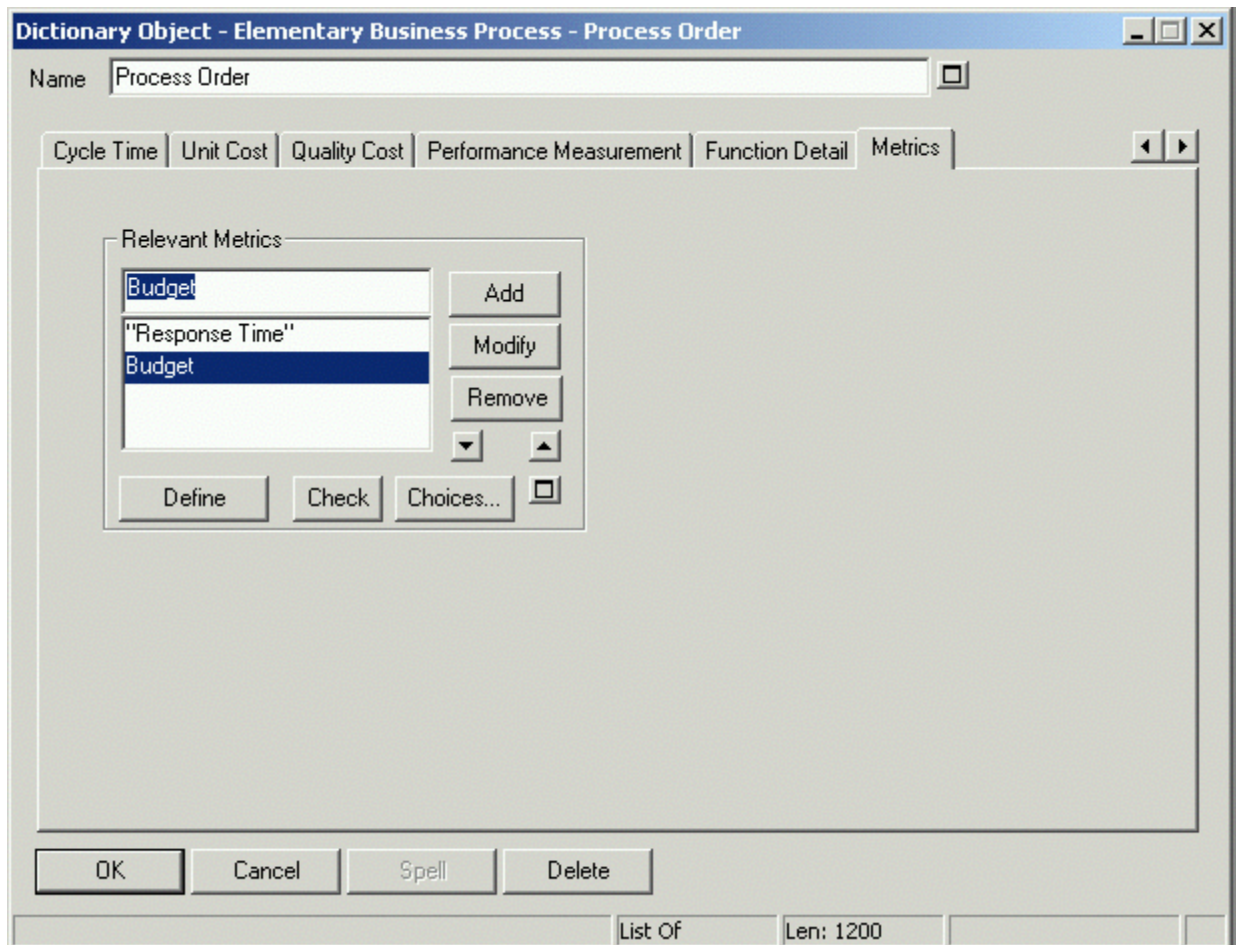 Dictionary Object - Elementary Business Process - Process Order
Name Process Order
Cycle Time Unit Cost Quality Cost Performance Measurement Function Detail Metrics
Relevant Metrics
Budget
Add
"Response Time"
Modify
Budget
Remove
Define Check Choices...
OK Cancel Spell Delete
List Of Len: 1200